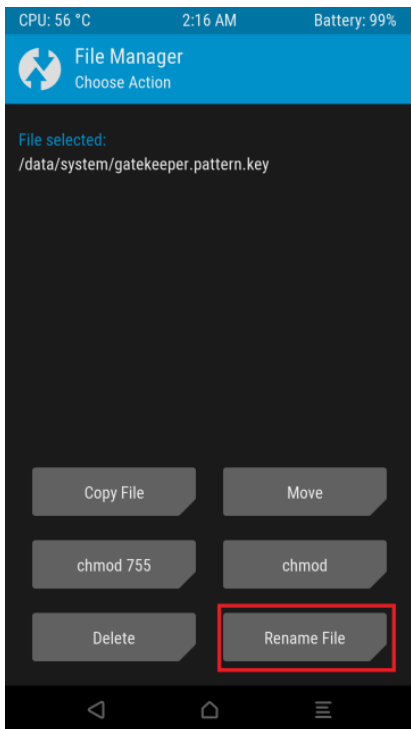 CPU: 56 °C 2:16 AM Battery: 99%
File Manager
Choose Action
File selected:
/data/system/gatekeeper.pattern.key
Copy File Move
chmod 755 chmod
Delete Rename File